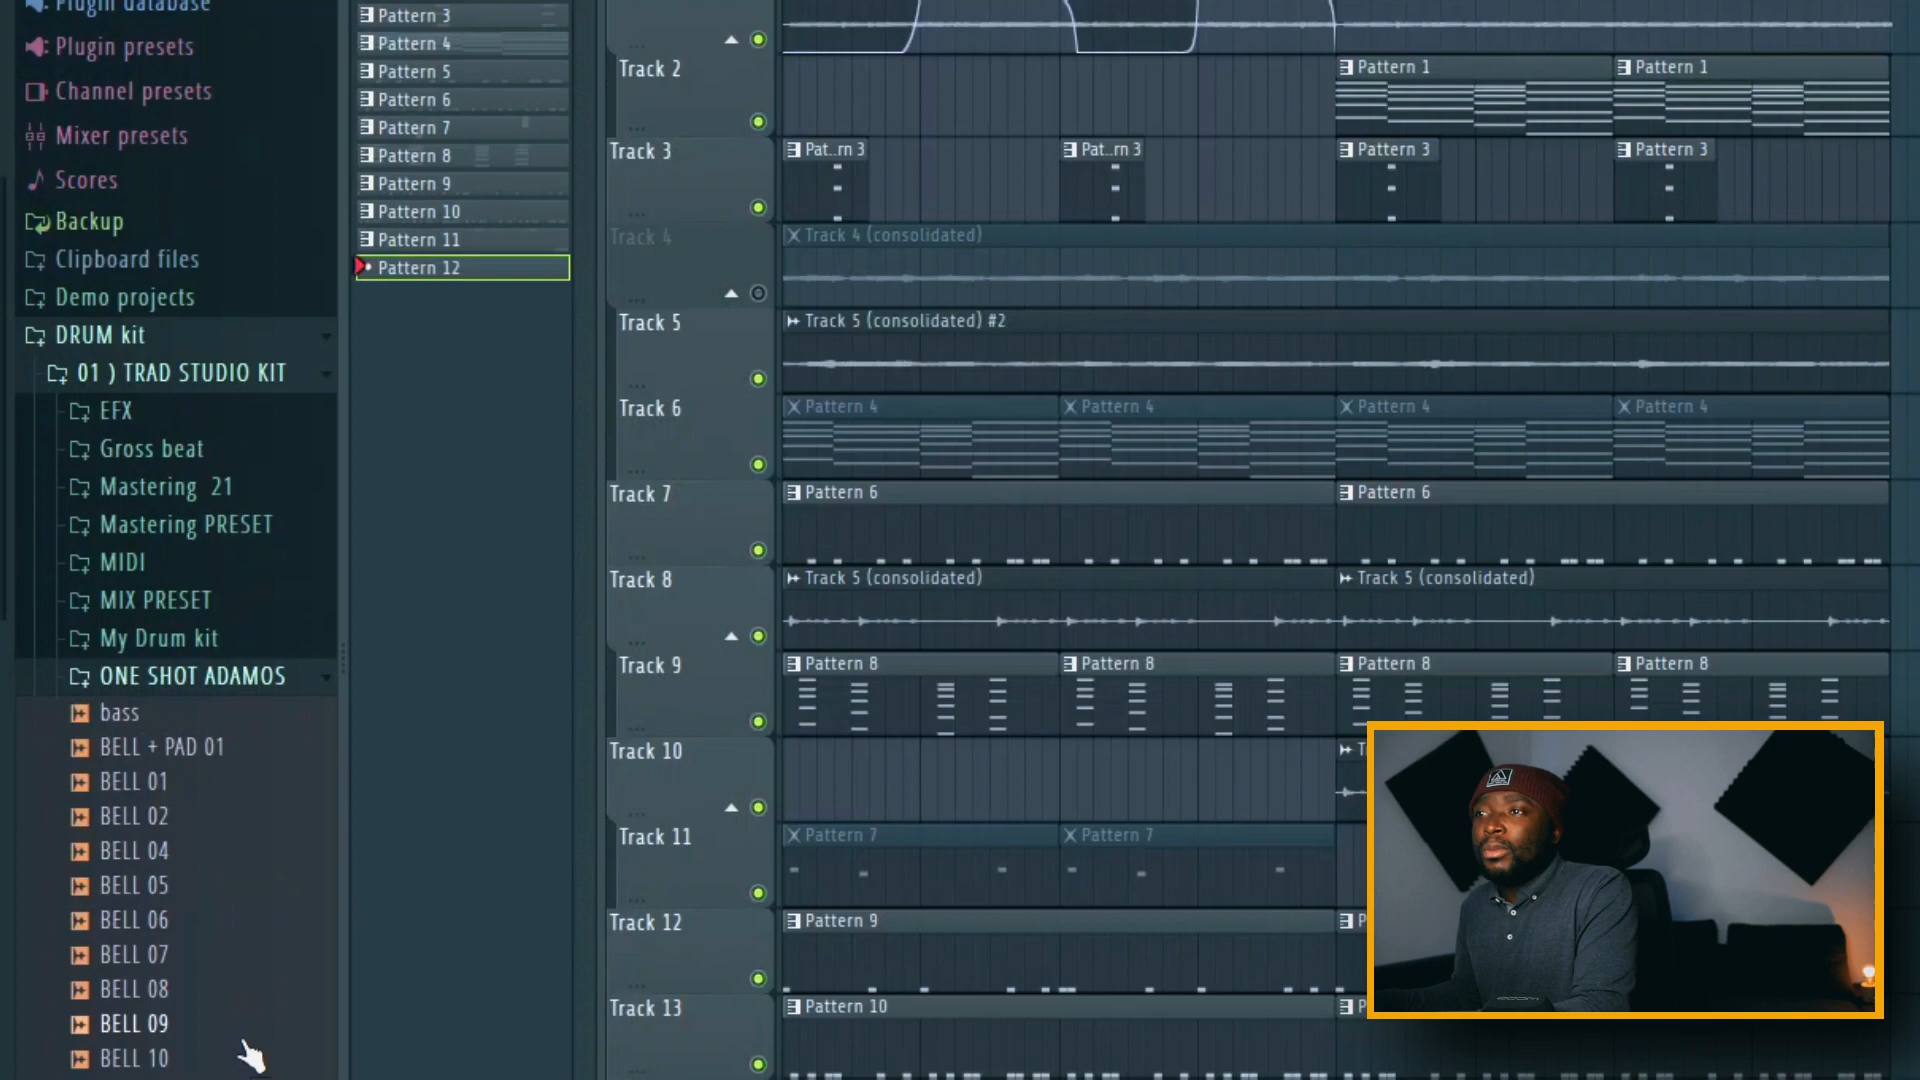 Plugin database
Plugin presets
Channel presets
Mixer presets
Scores
Backup
Clipboard files
Demo projects
DRUM kit
01 ) TRAD STUDIO KIT
EFX
Gross beat
Mastering 21
Mastering PRESET
MIDI
MIX PRESET
My Drum kit
ONE SHOT ADAMOS
bass
BELL + PAD 01
BELL 01
BELL 02
BELL 04
BELL 05
BELL 06
BELL 07
BELL 08
BELL 09
BELL 10
Pattern 3
Pattern 4
Pattern 5
Pattern 6
Pattern 7
Pattern 8
Pattern 9
Pattern 10
Pattern 11
Pattern 12
Track 2
Pattern 1 Pattern 1
Track 3
Pat..rn 3 Pat..rn 3 Pattern 3 Pattern 3
Track 4
Track 4 (consolidated)
Track 5
Track 5 (consolidated) #2
Track 6
Pattern 4 Pattern 4 Pattern 4 Pattern 4
Track 7
Pattern 6 Pattern 6
Track 8
Track 5 (consolidated) Track 5 (consolidated)
Track 9
Pattern 8 Pattern 8 Pattern 8 Pattern 8
Track 10
Track 11
Pattern 7 Pattern 7
Track 12
Pattern 9
Track 13
Pattern 10